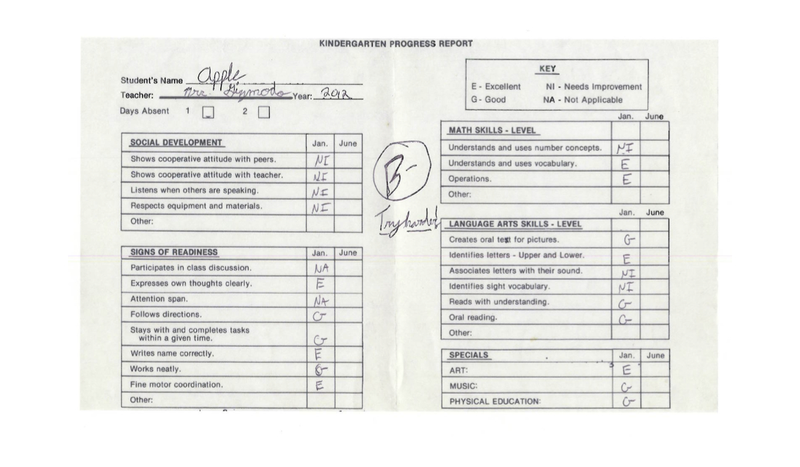 KINDERGARTEN PROGRESS REPORT
Student's Name Apple
Teacher: Mr. Gizmodo Year: 2012
Days Absent 1 2
KEY
E - Excellent NI - Needs Improvement
G - Good NA - Not Applicable
SOCIAL DEVELOPMENT Jan. June
Shows cooperative attitude with peers. NI
Shows cooperative attitude with teacher. NI
Listens when others are speaking. NI
Respects equipment and materials. NI
Other:
SIGNS OF READINESS Jan. June
Participates in class discussion. NA
Expresses own thoughts clearly. E
Attention span. NA
Follows directions. G
Stays with and completes tasks
within a given time. G
Writes name correctly. E
Works neatly. G
Fine motor coordination. E
Other:
B-
Try harder!
Jan. June
MATH SKILLS - LEVEL
Understands and uses number concepts. NI
Understands and uses vocabulary. E
Operations. E
Other:
Jan. June
LANGUAGE ARTS SKILLS - LEVEL
Creates oral test for pictures. G
Identifies letters - Upper and Lower. E
Associates letters with their sound. NI
Identifies sight vocabulary. NI
Reads with understanding. G
Oral reading. G
Other:
SPECIALS Jan. June
ART: E
MUSIC: G
PHYSICAL EDUCATION: G